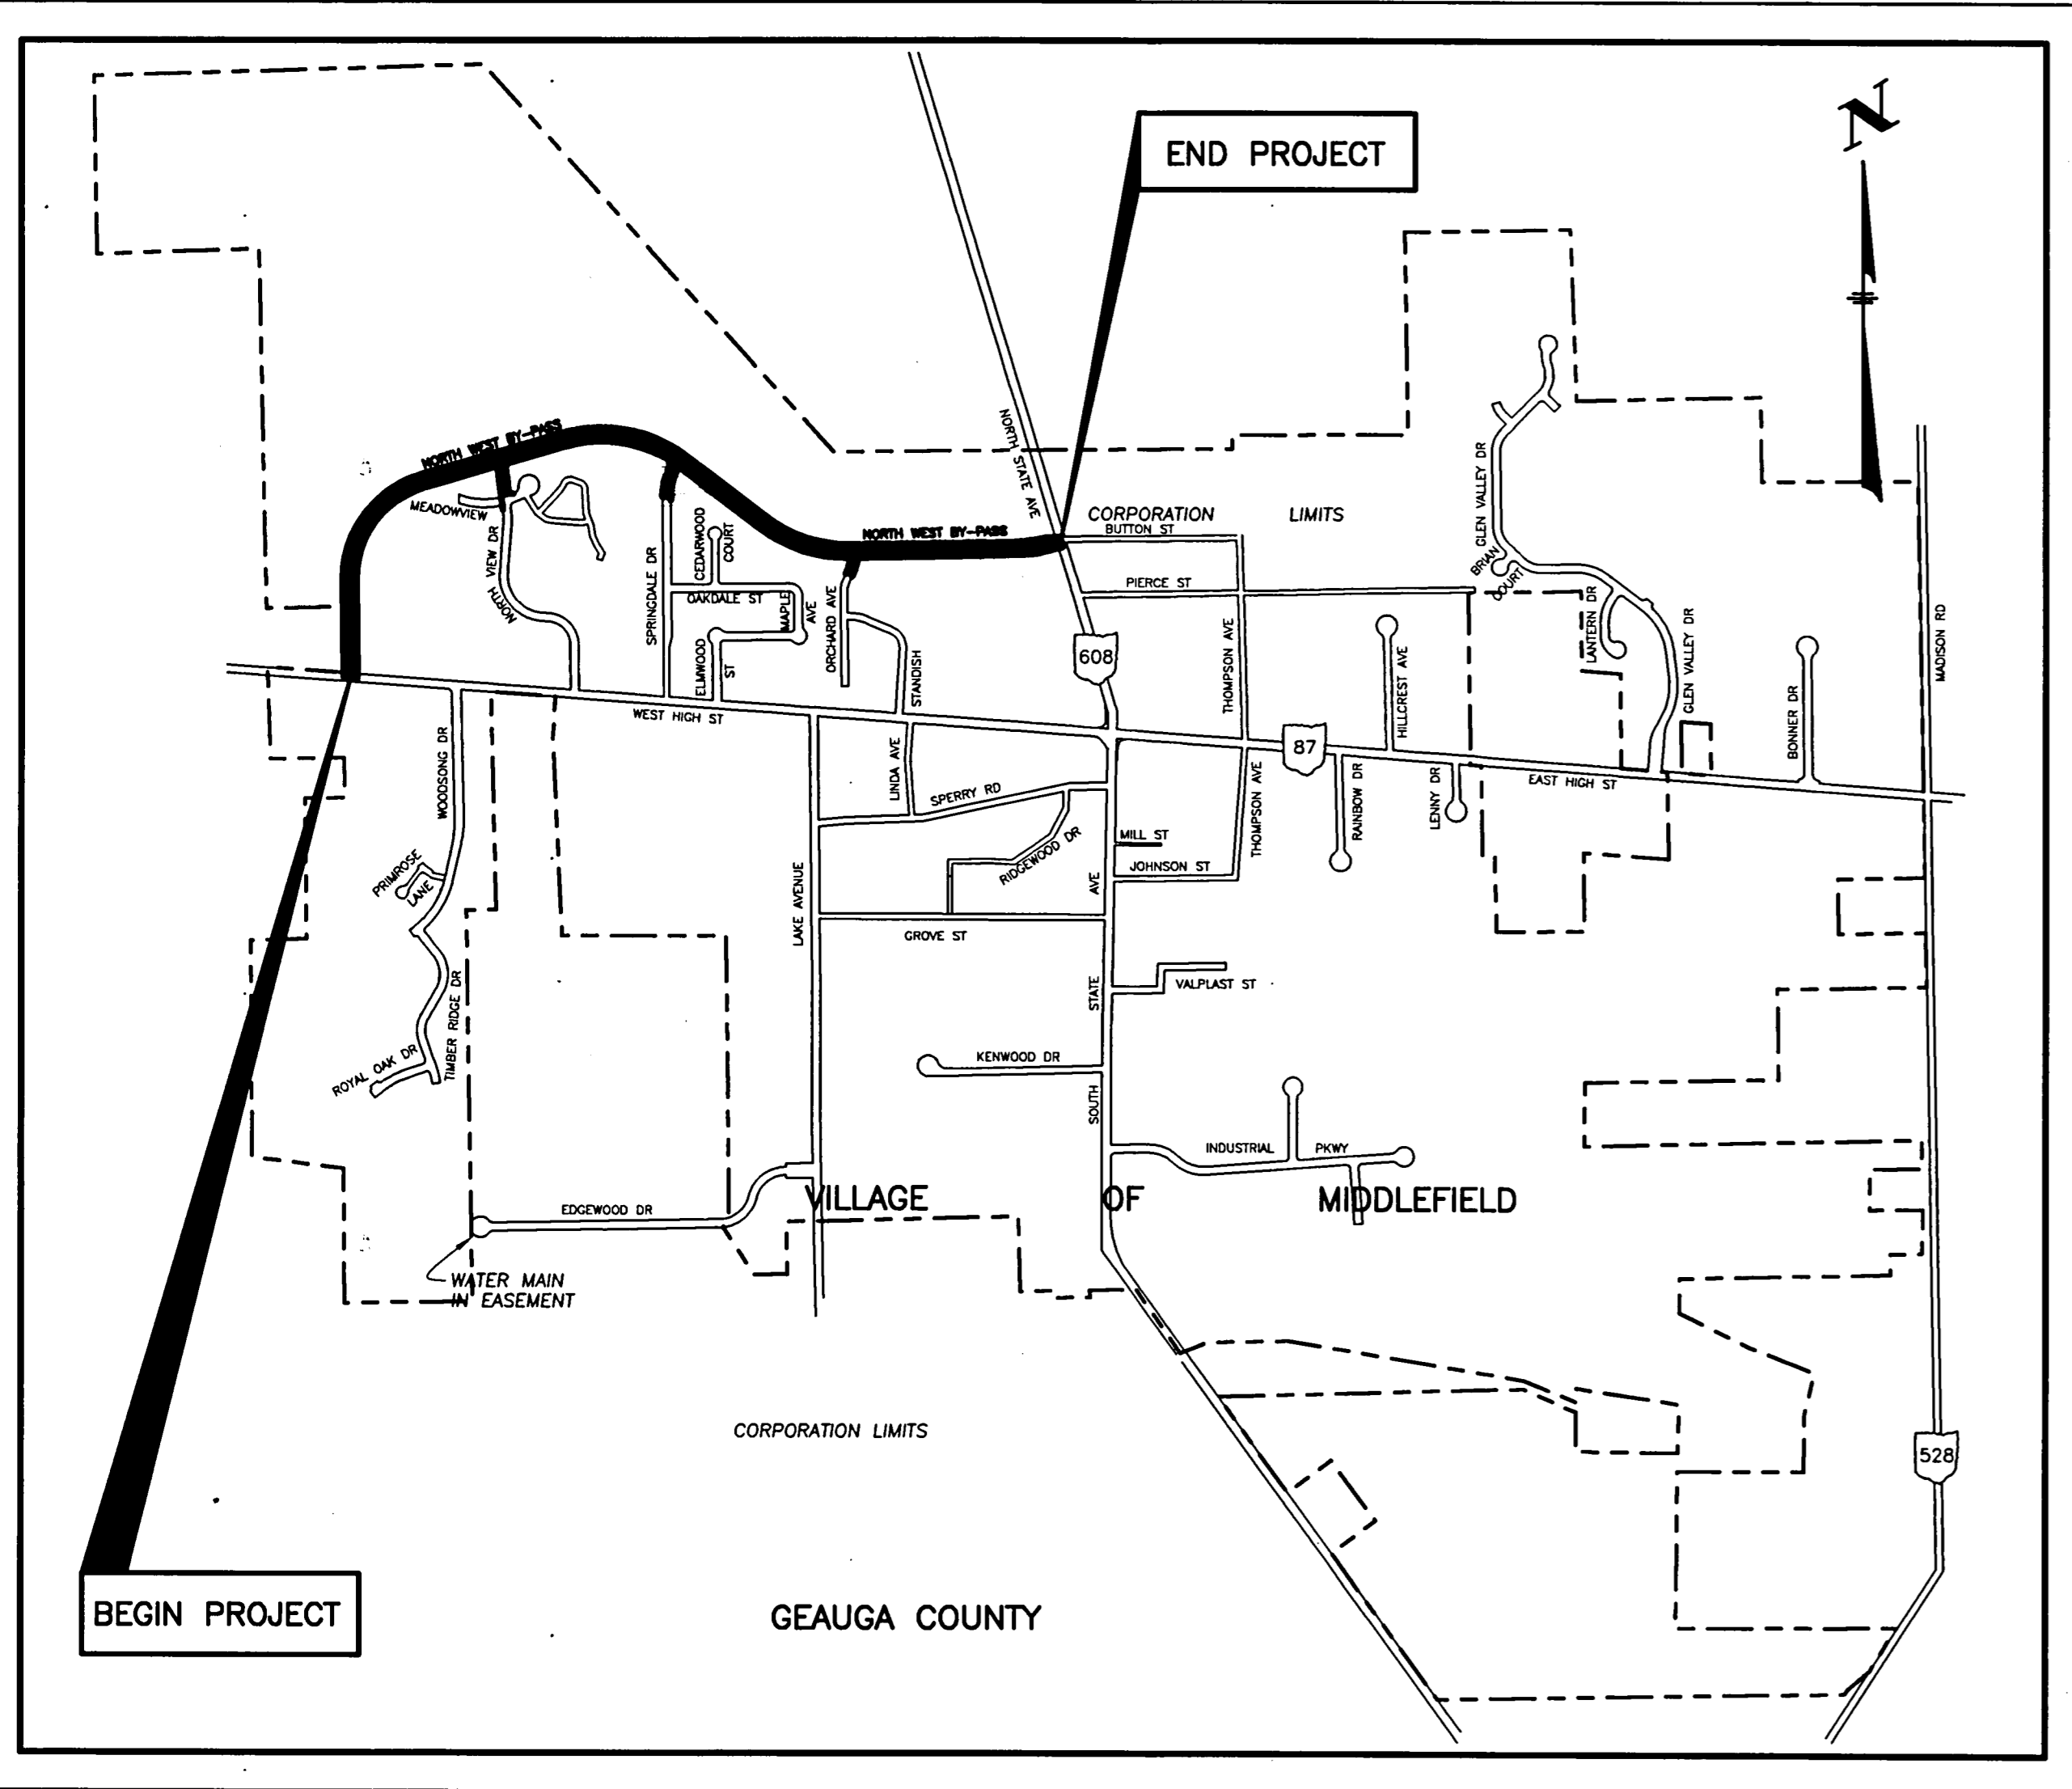 N
END PROJECT
NORTH STATE AVE
NORTH WEST BY-PASS
MEADOWVIEW
NORTH VIEW DR
SPRINGDALE DR
CEDARWOOD
COURT
OAKDALE ST
MAPLE
AVE
ELMWOOD
ST
ORCHARD AVE
STANDISH
NORTH WEST BY-PASS
CORPORATION LIMITS
BUTTON ST
PIERCE ST
608
THOMPSON AVE
87
HILLCREST AVE
GLEN VALLEY DR
BRIAN
COURT
LANTERN DR
GLEN VALLEY DR
BONNER DR
MADISON RD
WEST HIGH ST
EAST HIGH ST
WOODSONG DR
PRIMROSE
LANE
TIMBER RIDGE DR
ROYAL OAK DR
LINDA AVE
SPERRY RD
RIDGEWOOD DR
LAKE AVENUE
GROVE ST
MILL ST
JOHNSON ST
THOMPSON AVE
RAINBOW DR
LENNY DR
VALPLAST ST
KENWOOD DR
SOUTH STATE AVE
INDUSTRIAL PKWY
EDGEWOOD DR
VILLAGE OF MIDDLEFIELD
WATER MAIN
IN EASEMENT
CORPORATION LIMITS
528
BEGIN PROJECT
GEAUGA COUNTY